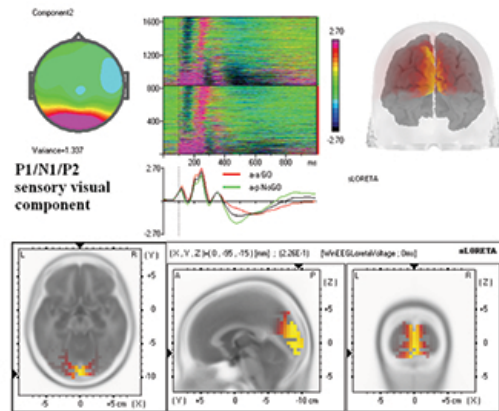 Component2
Variance=1.337
P1/N1/P2
sensory visual
component
1600
1200
800
400
0
200 400 600 800 ms
2.70
-2.70
2.70
-2.70
a-a GO
a-p NoGO
sLORETA
L R (Y)
+5
0
-5
-10
-5 0 +5 cm (X)
(X, Y, Z)=(0, -95, -15)[mm] ; (2.26E-1) [WinEEGLoretaVoltage ; 0ms] sLORETA
A P (Z)
+5
0
-5
(Y) +5 0 -5 -10 cm
L R (Z)
+5
0
-5
-5 0 +5 cm (X)